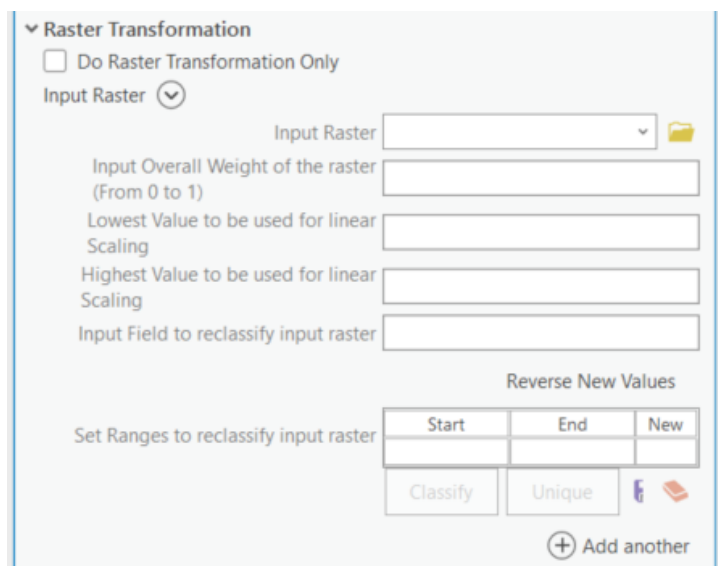 Raster Transformation
Do Raster Transformation Only
Input Raster
Input Raster
Input Overall Weight of the raster
(From 0 to 1)
Lowest Value to be used for linear
Scaling
Highest Value to be used for linear
Scaling
Input Field to reclassify input raster
Reverse New Values
Set Ranges to reclassify input raster
Start End New
Classify Unique
Add another